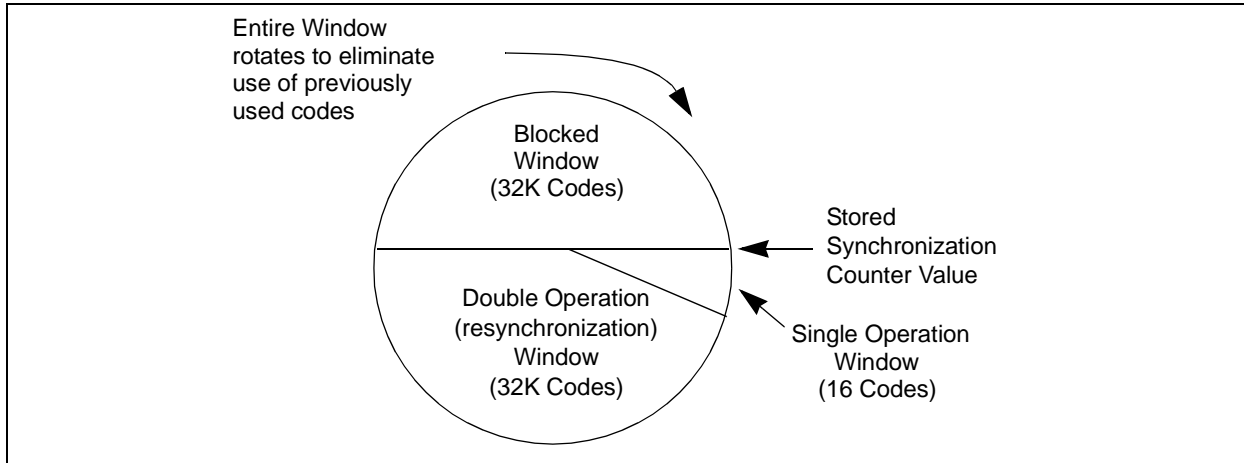 Entire Window
rotates to eliminate
use of previously
used codes
Blocked
Window
(32K Codes)
Stored
Synchronization
Counter Value
Double Operation
(resynchronization)
Window
(32K Codes)
Single Operation
Window
(16 Codes)